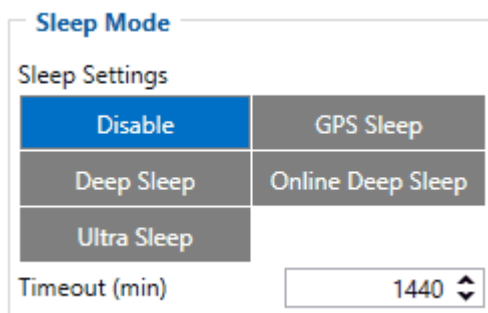 Sleep Mode
Sleep Settings
Disable GPS Sleep
Deep Sleep Online Deep Sleep
Ultra Sleep
Timeout (min) 1440